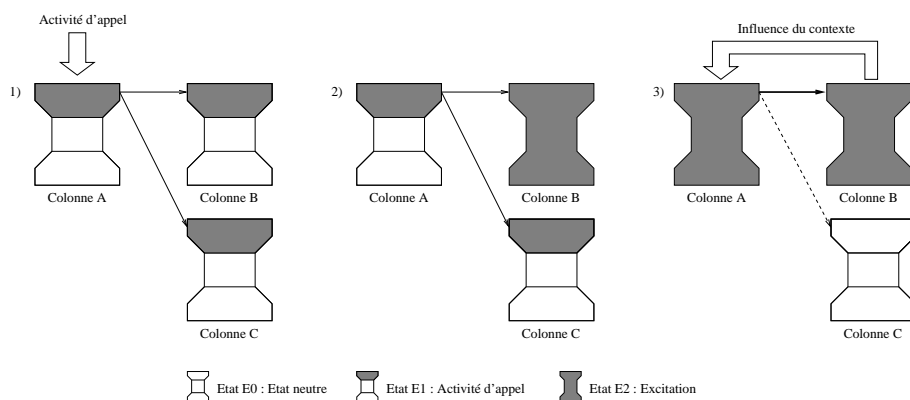 Activité d'appel
Influence du contexte
1)
2)
3)
Colonne A
Colonne B
Colonne A
Colonne B
Colonne A
Colonne B
Colonne C
Colonne C
Colonne C
Etat E0 : Etat neutre
Etat E1 : Activité d'appel
Etat E2 : Excitation